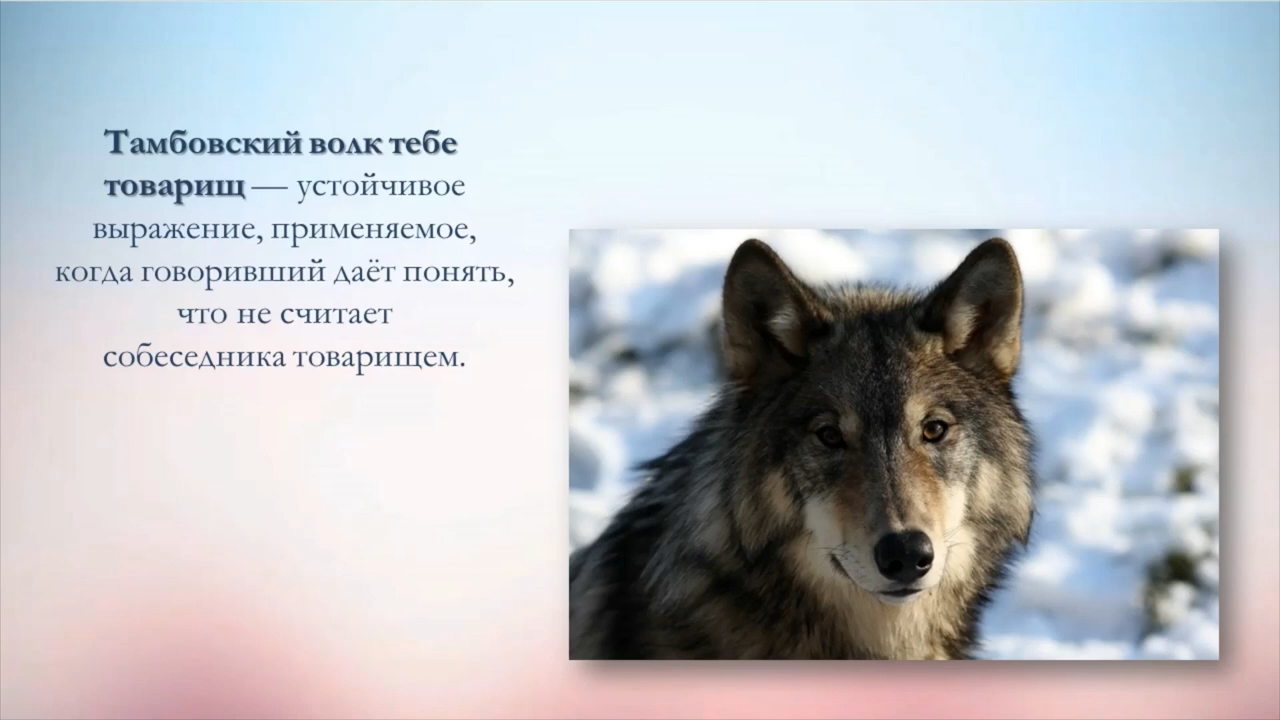 Тамбовский волк тебе
товарищ — устойчивое
выражение, применяемое,
когда говоривший даёт понять,
что не считает
собеседника товарищем.